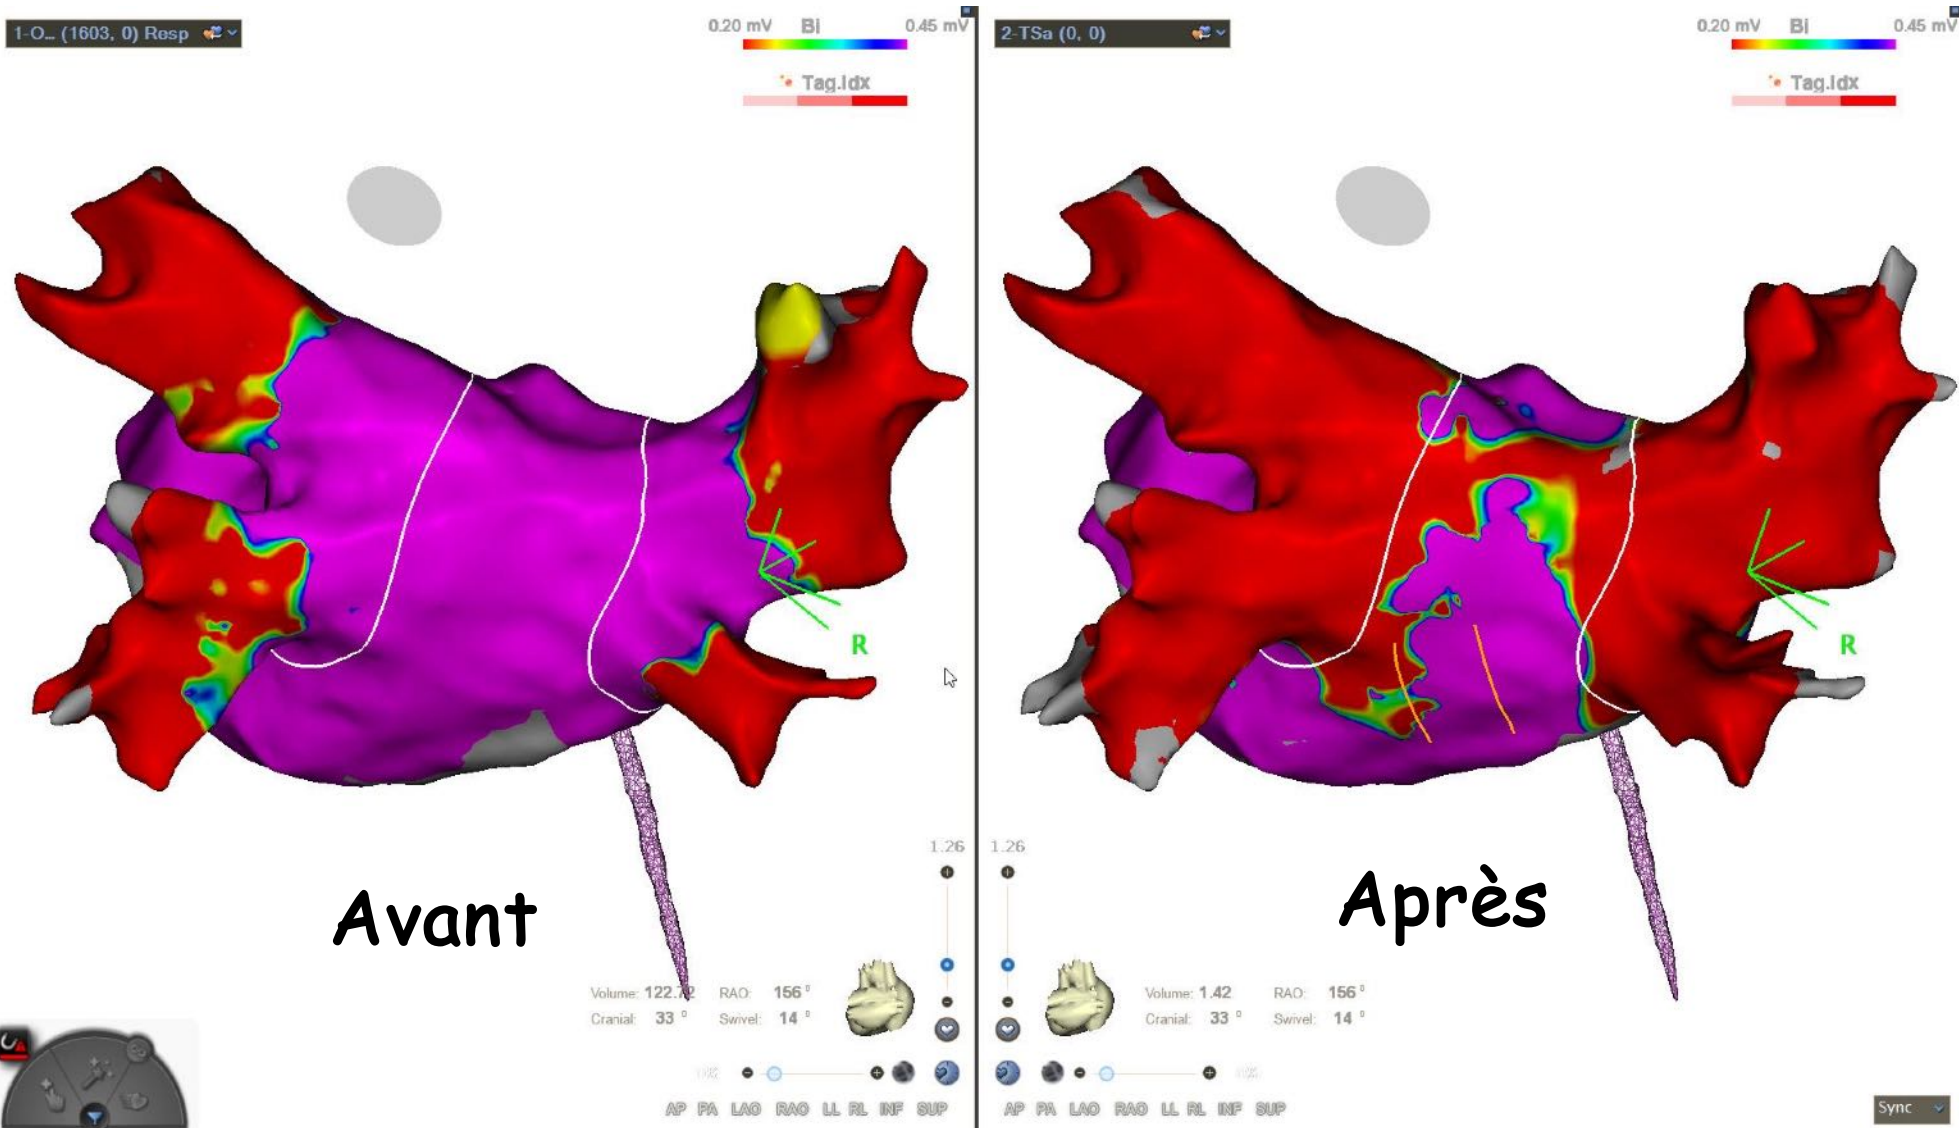 1-O... (1603, 0) Resp
0.20 mV Bi 0.45 mV
Tag.Idx
R
1.26
Avant
Volume: 122.72 RAO: 156 °
Cranial: 33 ° Swivel: 14 °
AP PA LAO RAO LL RL INF SUP
2-TSa (0, 0)
0.20 mV Bi 0.45 mV
Tag.Idx
R
1.26
Après
Volume: 1.42 RAO: 156 °
Cranial: 33 ° Swivel: 14 °
AP PA LAO RAO LL RL INF SUP
Sync